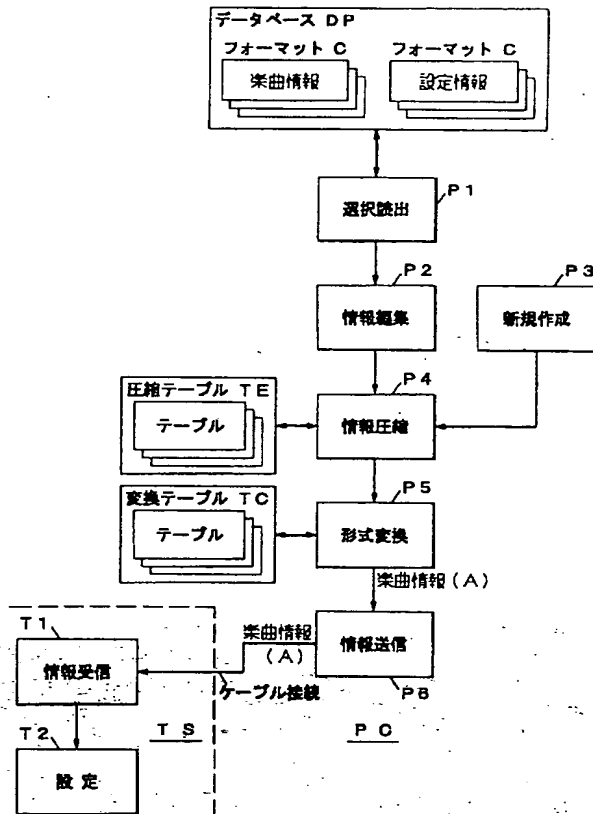 データベース DP
フォーマット C
フォーマット C
楽曲情報
設定情報
P1
選択読出
P2
情報編集
P3
新規作成
P4
情報圧縮
圧縮テーブル TE
テーブル
P5
形式変換
変換テーブル TC
テーブル
楽曲情報(A)
情報送信
P6
楽曲情報
(A)
T1
情報受信
ケーブル接続
T2
設 定
TS
PC